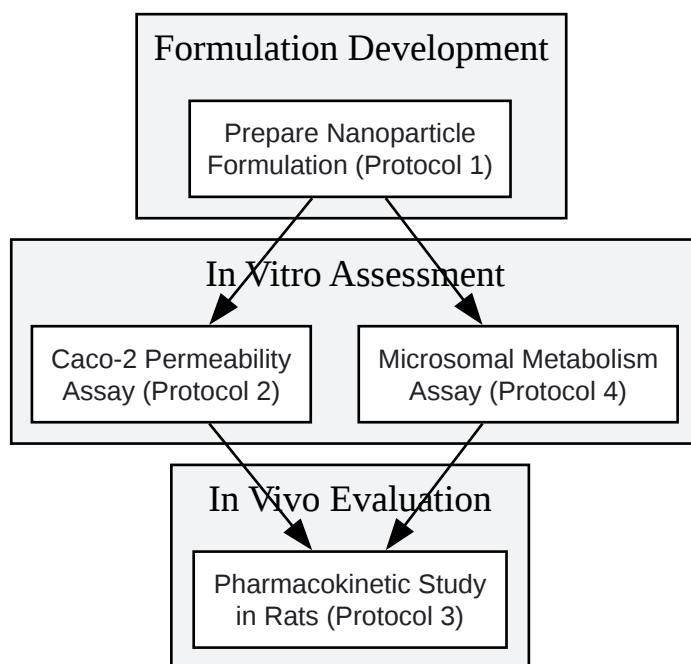 Formulation Development
Prepare Nanoparticle
Formulation (Protocol 1)
In Vitro Assessment
Caco-2 Permeability
Assay (Protocol 2)
Microsomal Metabolism
Assay (Protocol 4)
In Vivo Evaluation
Pharmacokinetic Study
in Rats (Protocol 3)